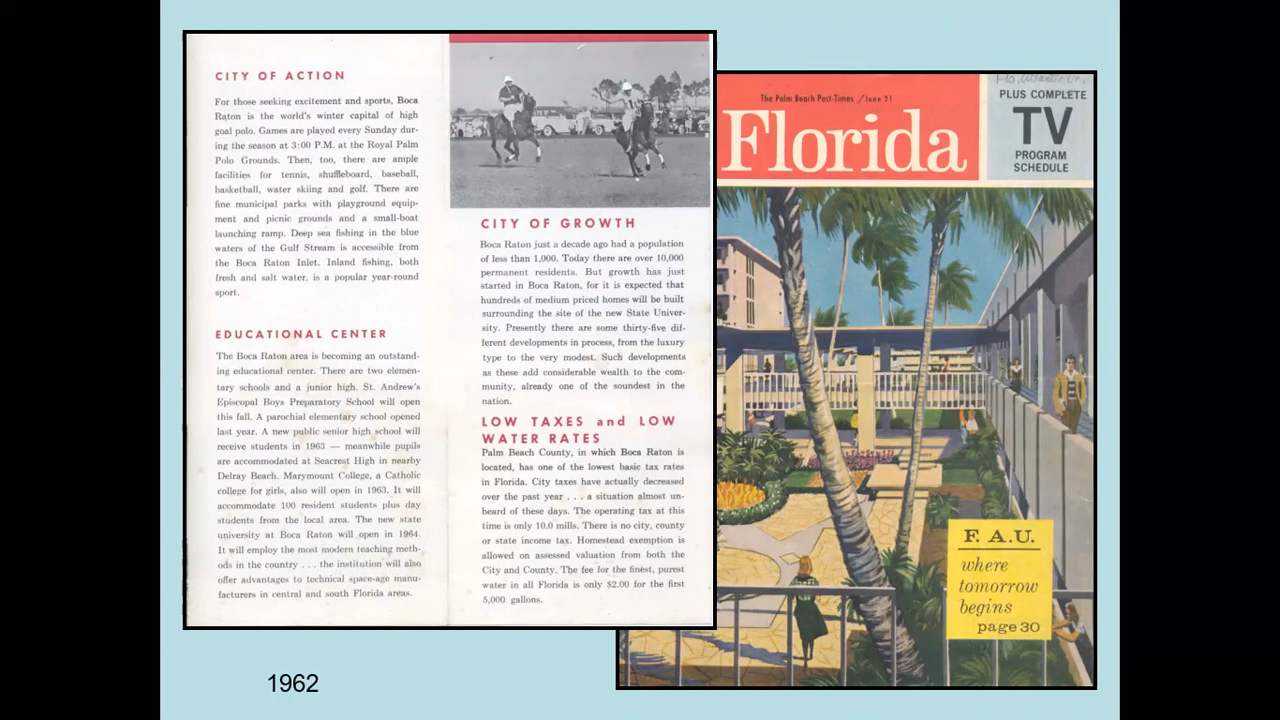 CITY OF ACTION
For those seeking excitement and sports, Boca
Raton is the world's winter capital of high
goal polo. Games are played every Sunday dur-
ing the season at 3:00 P.M. at the Royal Palm
Polo Grounds. Then, too, there are ample
facilities for tennis, shuffleboard, baseball,
basketball, water skiing and golf. There are
fine municipal parks with playground equip-
ment and picnic grounds and a small-boat
launching ramp. Deep sea fishing in the blue
waters of the Gulf Stream is accessible from
the Boca Raton Inlet. Inland fishing, both
fresh and salt water, is a popular year-round
sport.
EDUCATIONAL CENTER
The Boca Raton area is becoming an outstand-
ing educational center. There are two elemen-
tary schools and a junior high. St. Andrew's
Episcopal Boys Preparatory School will open
this fall. A parochial elementary school opened
last year. A new public senior high school will
receive students in 1963 — meanwhile pupils
are accommodated at Seacrest High in nearby
Delray Beach. Marymount College, a Catholic
college for girls, also will open in 1963. It will
accommodate 100 resident students plus day
students from the local area. The new state
university at Boca Raton will open in 1964.
It will employ the most modern teaching meth-
ods in the country . . . the institution will also
offer advantages to technical space-age manu-
facturers in central and south Florida areas.
CITY OF GROWTH
Boca Raton just a decade ago had a population
of less than 1,000. Today there are over 10,000
permanent residents. But growth has just
started in Boca Raton, for it is expected that
hundreds of medium priced homes will be built
surrounding the site of the new State Univer-
sity. Presently there are some thirty-five dif-
ferent developments in process, from the luxury
type to the very modest. Such developments
as these add considerable wealth to the com-
munity, already one of the soundest in the
nation.
LOW TAXES and LOW
WATER RATES
Palm Beach County, in which Boca Raton is
located, has one of the lowest basic tax rates
in Florida. City taxes have actually decreased
over the past year . . . a situation almost un-
heard of these days. The operating tax at this
time is only 10.0 mills. There is no city, county
or state income tax. Homestead exemption is
allowed on assessed valuation from both the
City and County. The fee for the finest, purest
water in all Florida is only $2.00 for the first
5,000 gallons.
The Palm Beach Post-Times / June 21
Florida
PLUS COMPLETE
TV
PROGRAM
SCHEDULE
F. A. U.
where
tomorrow
begins
page 30
1962